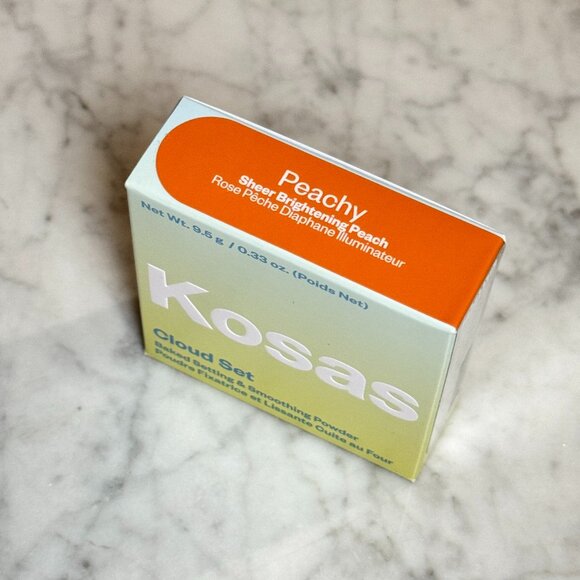 Peachy
Sheer Brightening Peach
Rose Pêche Diaphane Illuminateur
Net Wt. 9.5 g / 0.33 oz. (Poids Net)
Kosas
Cloud Set
Baked Setting & Smoothing Powder
Poudre Fixatrice et Lissante Cuite au Four